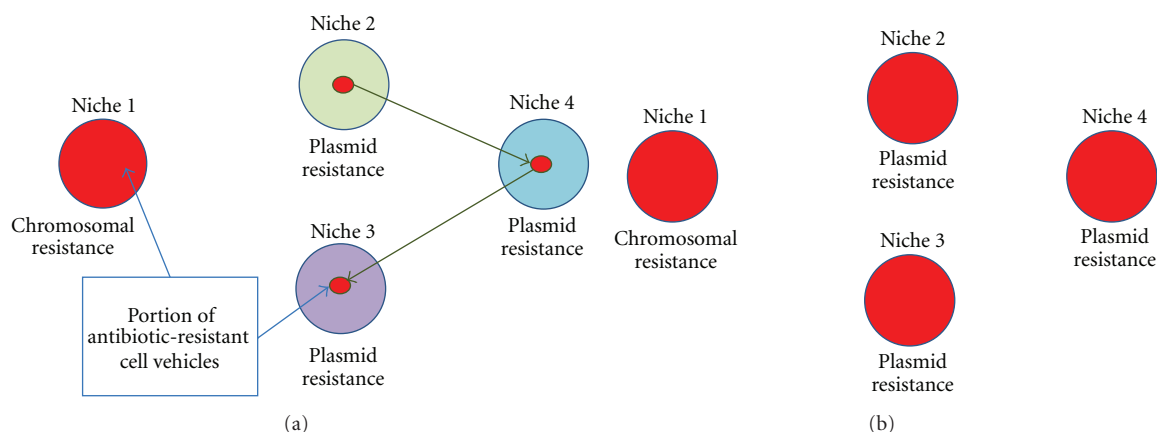 Niche 1
Chromosomal
resistance
Niche 2
Plasmid
resistance
Niche 4
Plasmid
resistance
Niche 3
Plasmid
resistance
Portion of
antibiotic-resistant
cell vehicles
(a)
Niche 1
Chromosomal
resistance
Niche 2
Plasmid
resistance
Niche 3
Plasmid
resistance
Niche 4
Plasmid
resistance
(b)